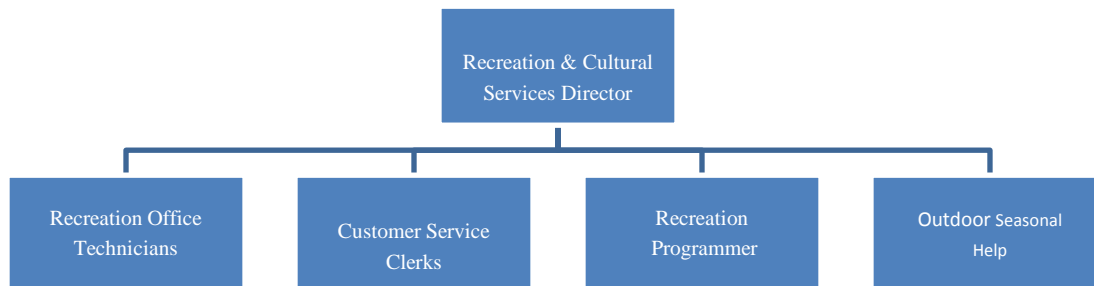 Recreation & Cultural
Services Director
Recreation Office
Technicians
Customer Service
Clerks
Recreation
Programmer
Outdoor Seasonal
Help